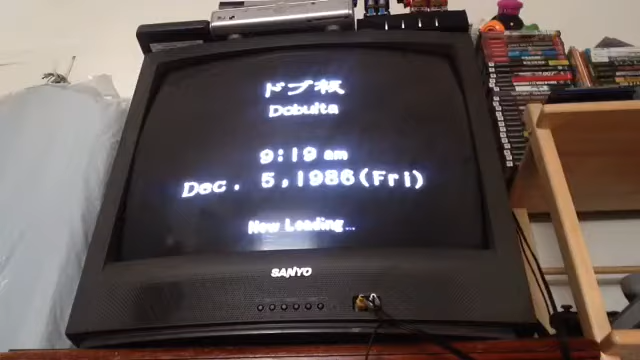 ドブ板
Dobuita
9:19 am
Dec. 5,1986(Fri)
Now Loading...
SANYO